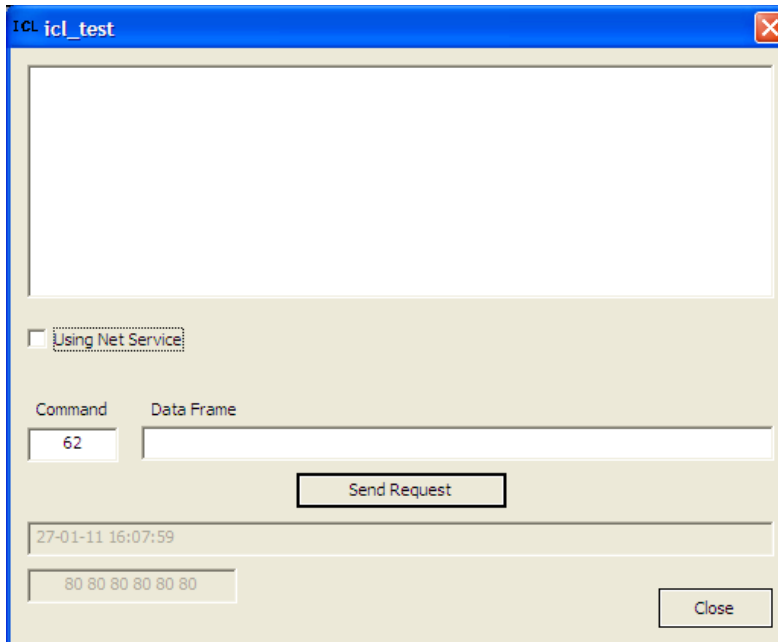 ICL icl_test
Using Net Service
Command Data Frame
62
Send Request
27-01-11 16:07:59
80 80 80 80 80 80
Close